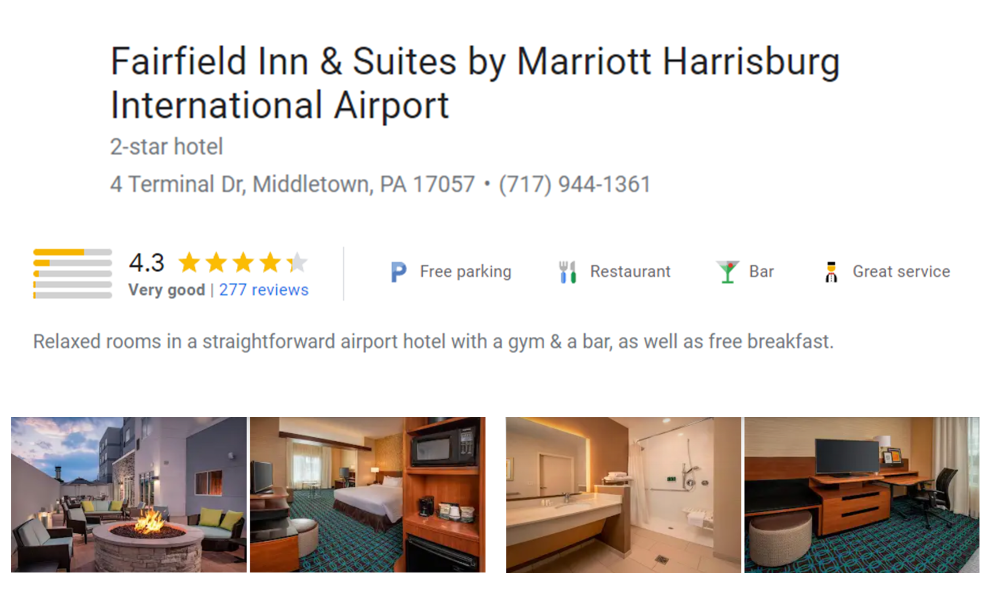 Fairfield Inn & Suites by Marriott Harrisburg
International Airport
2-star hotel
4 Terminal Dr, Middletown, PA 17057 • (717) 944-1361
4.3
Very good | 277 reviews
P Free parking
Restaurant
Bar
Great service
Relaxed rooms in a straightforward airport hotel with a gym & a bar, as well as free breakfast.